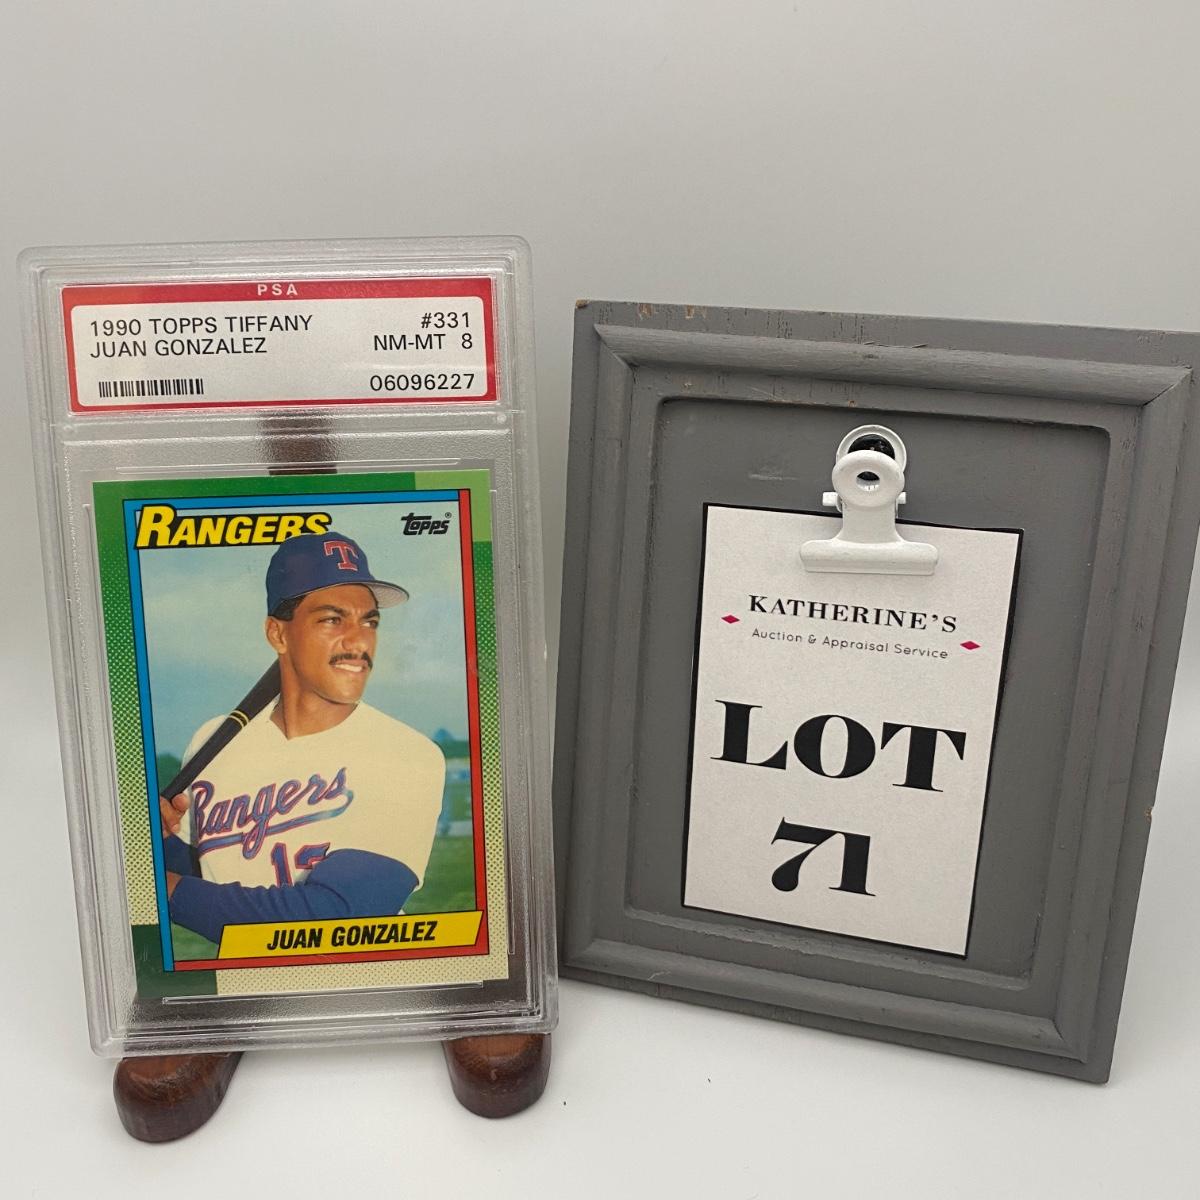 PSA
1990 TOPPS TIFFANY #331
JUAN GONZALEZ NM-MT 8
06096227
RANGERS
topps®
T
Rangers
JUAN GONZALEZ
KATHERINE'S
Auction & Appraisal Service
LOT
71